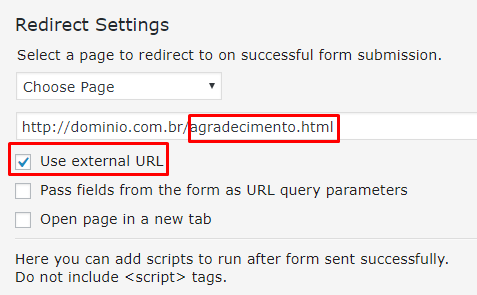 Redirect Settings
Select a page to redirect to on successful form submission.
Choose Page
http://dominio.com.br/agradecimento.html
Use external URL
Pass fields from the form as URL query parameters
Open page in a new tab
Here you can add scripts to run after form sent successfully.
Do not include <script> tags.